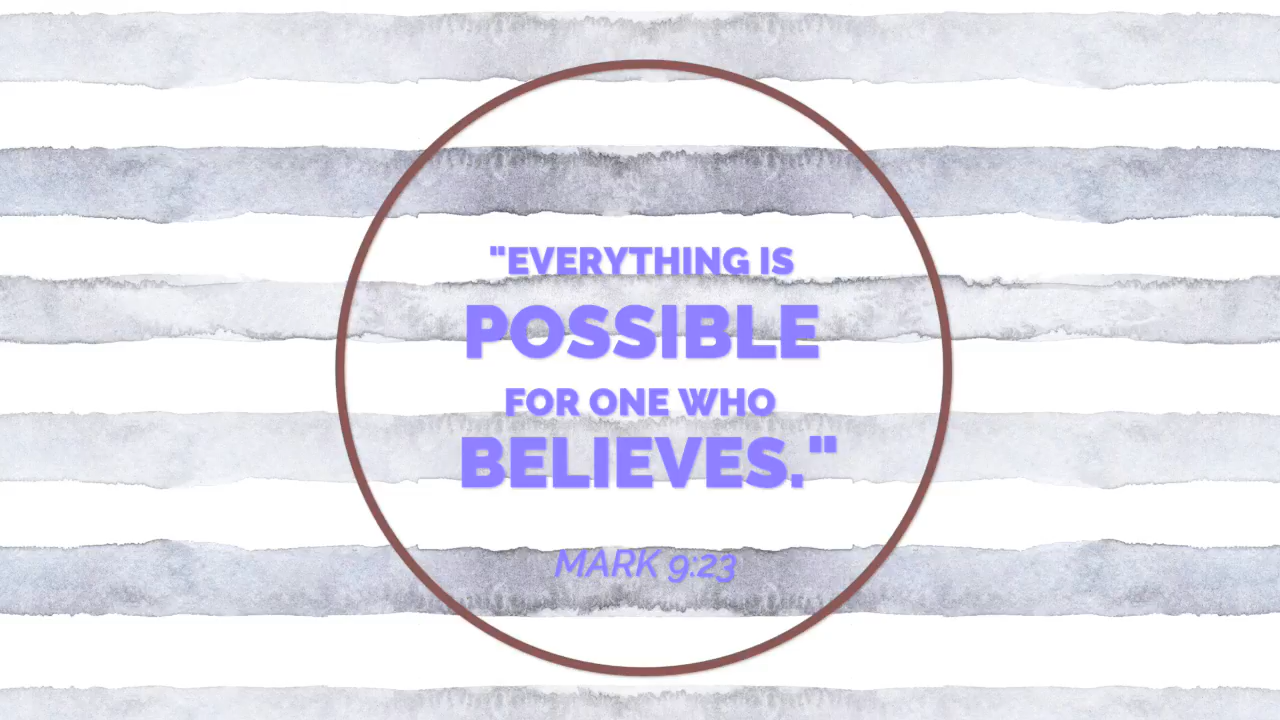 "EVERYTHING IS
POSSIBLE
FOR ONE WHO
BELIEVES."
MARK 9:23